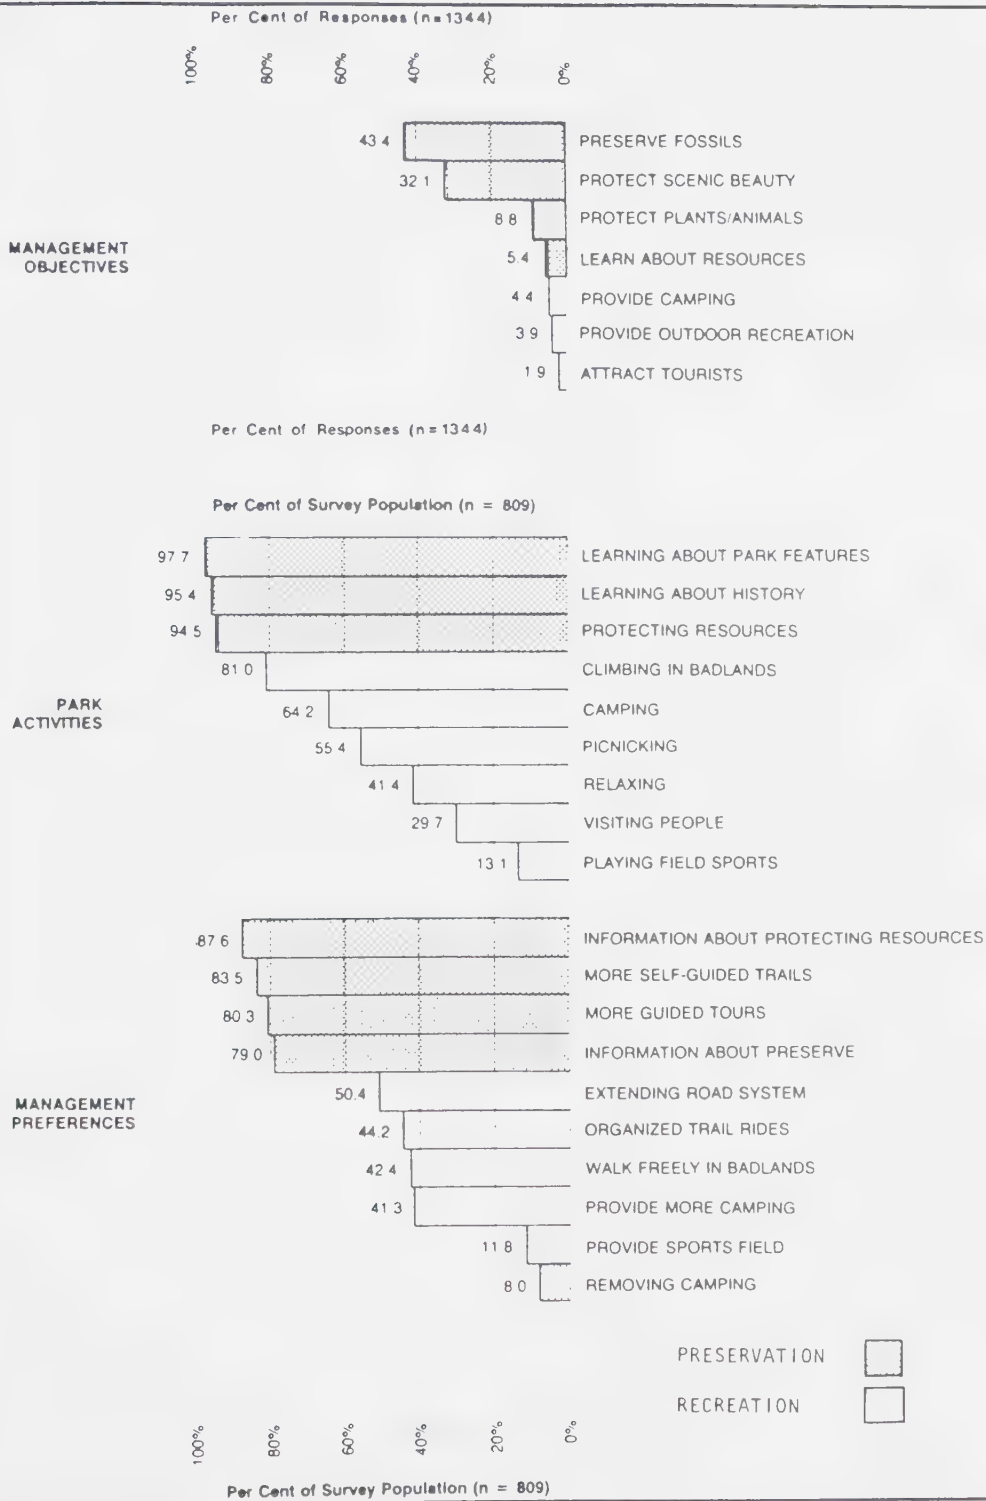 Per Cent of Responses (n=1344)
100% 80% 60% 40% 20% 0%
43.4 PRESERVE FOSSILS
32.1 PROTECT SCENIC BEAUTY
8.8 PROTECT PLANTS/ANIMALS
MANAGEMENT
OBJECTIVES
5.4 LEARN ABOUT RESOURCES
4.4 PROVIDE CAMPING
3.9 PROVIDE OUTDOOR RECREATION
1.9 ATTRACT TOURISTS
Per Cent of Responses (n=1344)
Per Cent of Survey Population (n = 809)
97.7 LEARNING ABOUT PARK FEATURES
95.4 LEARNING ABOUT HISTORY
94.5 PROTECTING RESOURCES
81.0 CLIMBING IN BADLANDS
PARK
ACTIVITIES
64.2 CAMPING
55.4 PICNICKING
41.4 RELAXING
29.7 VISITING PEOPLE
13.1 PLAYING FIELD SPORTS
87.6 INFORMATION ABOUT PROTECTING RESOURCES
83.5 MORE SELF-GUIDED TRAILS
80.3 MORE GUIDED TOURS
79.0 INFORMATION ABOUT PRESERVE
50.4 EXTENDING ROAD SYSTEM
MANAGEMENT
PREFERENCES
44.2 ORGANIZED TRAIL RIDES
42.4 WALK FREELY IN BADLANDS
41.3 PROVIDE MORE CAMPING
11.8 PROVIDE SPORTS FIELD
8.0 REMOVING CAMPING
PRESERVATION
RECREATION
100% 80% 60% 40% 20% 0%
Per Cent of Survey Population (n = 809)